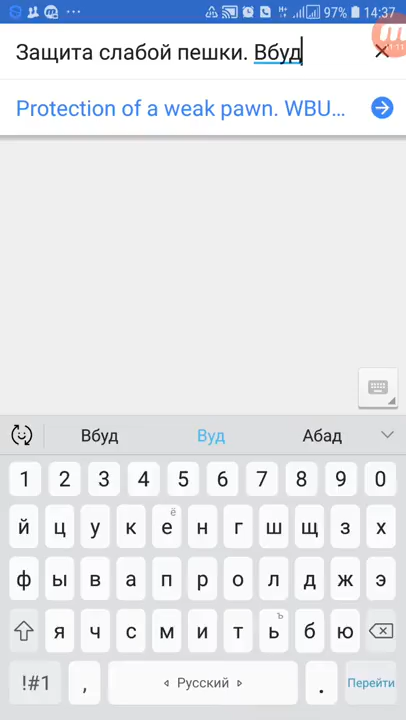 97% 14:37
Защита слабой пешки. Вбуд
Protection of a weak pawn. WBU...
Вбуд Вуд Абад
1 2 3 4 5 6 7 8 9 0
й ц у к е ё н г ш щ з х
ф ы в а п р о л д ж э
я ч с м и т ь ъ б ю
!#1 , Русский . Перейти